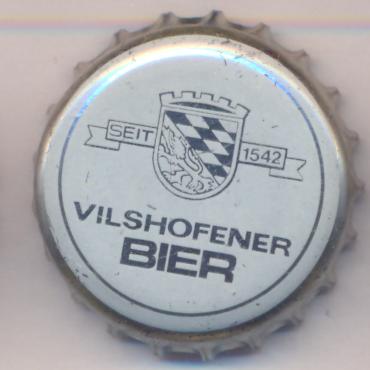 SEIT 1542
VILSHOFENER
BIER